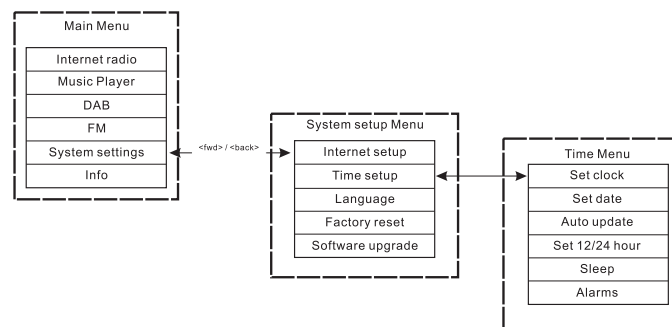 Main Menu
Internet radio
Music Player
DAB
FM
System settings
Info
<fwd> / <back>
System setup Menu
Internet setup
Time setup
Language
Factory reset
Software upgrade
Time Menu
Set clock
Set date
Auto update
Set 12/24 hour
Sleep
Alarms